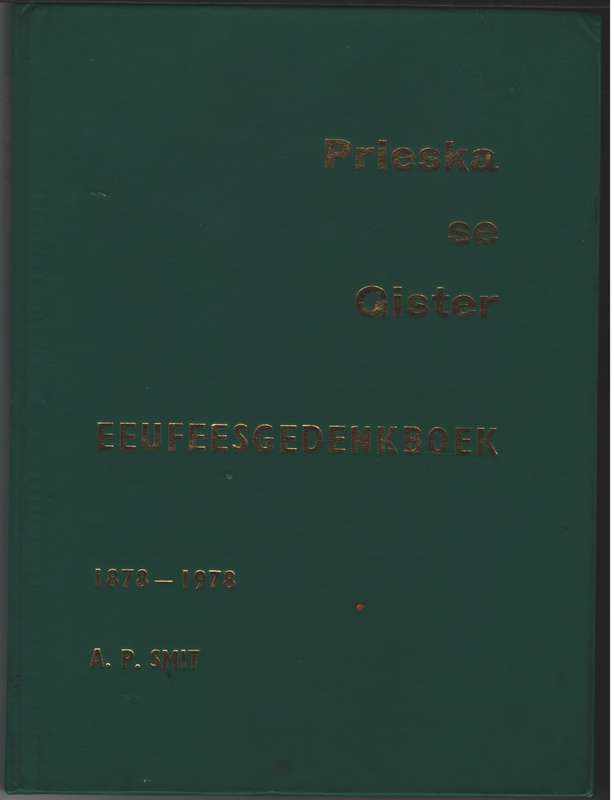 Prieska
se
Gister
EEUFEESGEDENKBOEK
1878 — 1978
A. P. SMIT